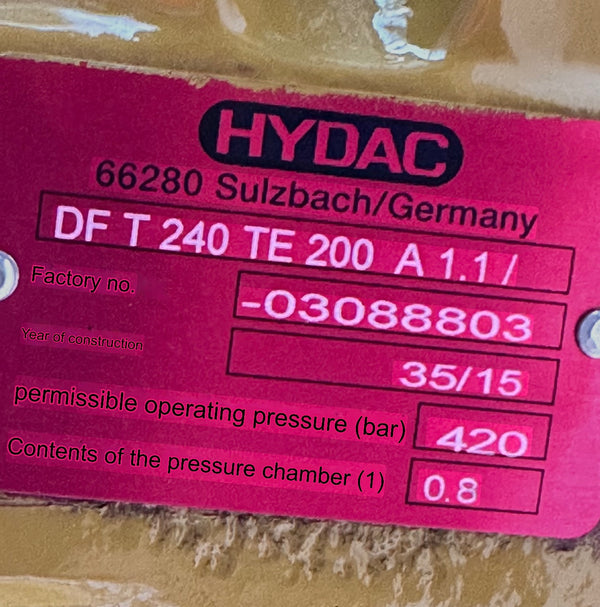 HYDAC
66280 Sulzbach/Germany
DF T 240 TE 200 A 1.1/
Factory no. -03088803
Year of construction 35/15
permissible operating pressure (bar) 420
Contents of the pressure chamber (1) 0.8